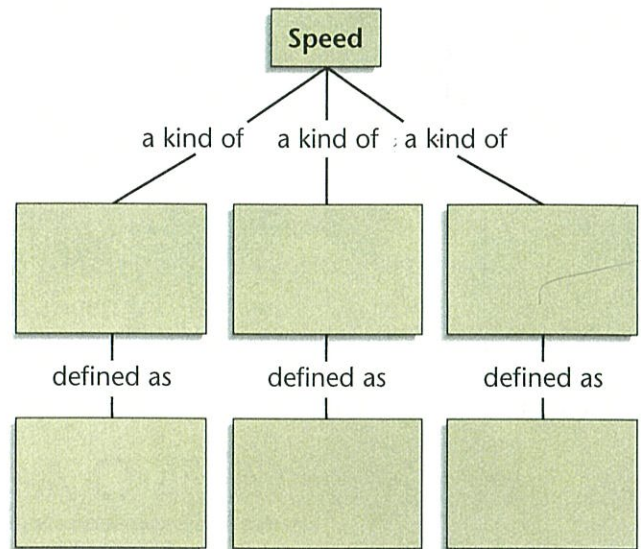 Speed
a kind of a kind of a kind of
defined as defined as defined as